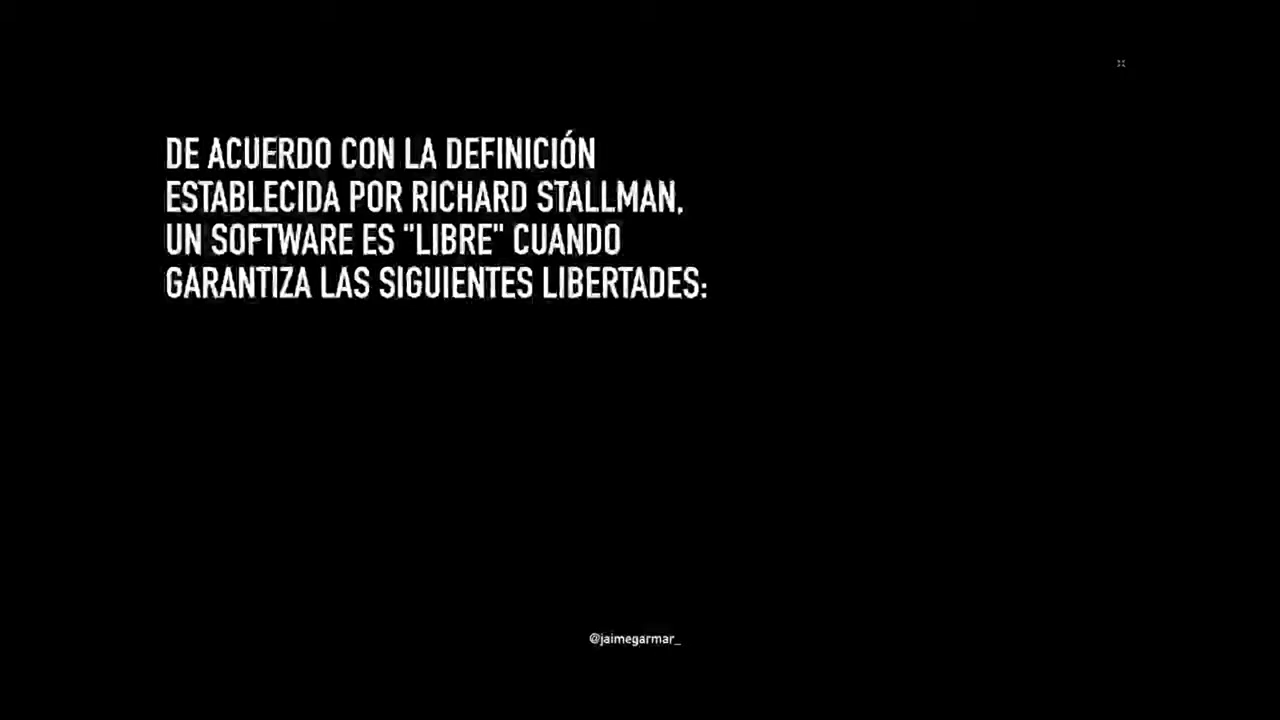 DE ACUERDO CON LA DEFINICIÓN
ESTABLECIDA POR RICHARD STALLMAN,
UN SOFTWARE ES "LIBRE" CUANDO
GARANTIZA LAS SIGUIENTES LIBERTADES:
@jaimegarmar_